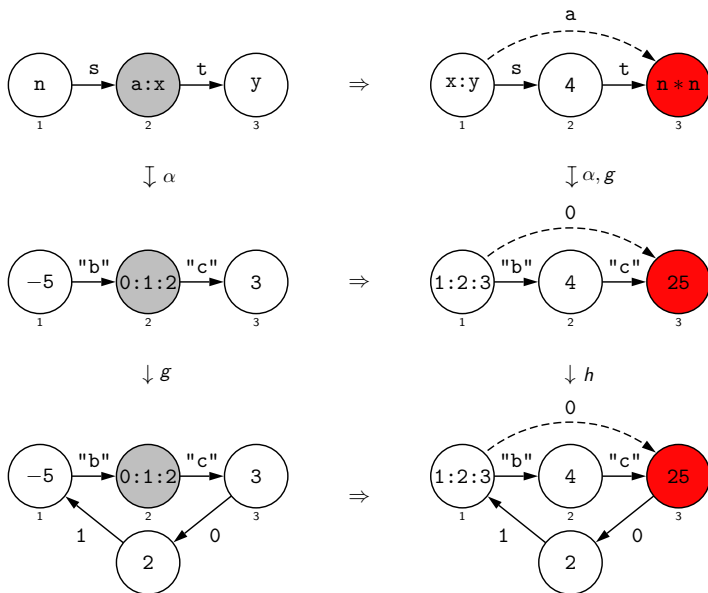 a
s t ⇒ s t
n a:x y x:y 4 n ∗ n
1 2 3 1 2 3
α α, g
0
"b" "c" ⇒ "b" "c"
−5 0:1:2 3 1:2:3 4 25
1 2 3 1 2 3
↓ g ↓ h
0
"b" "c" "b" "c"
−5 0:1:2 3 ⇒ 1:2:3 4 25
1 2 3 1 2 3
1 0 1 0
2 2